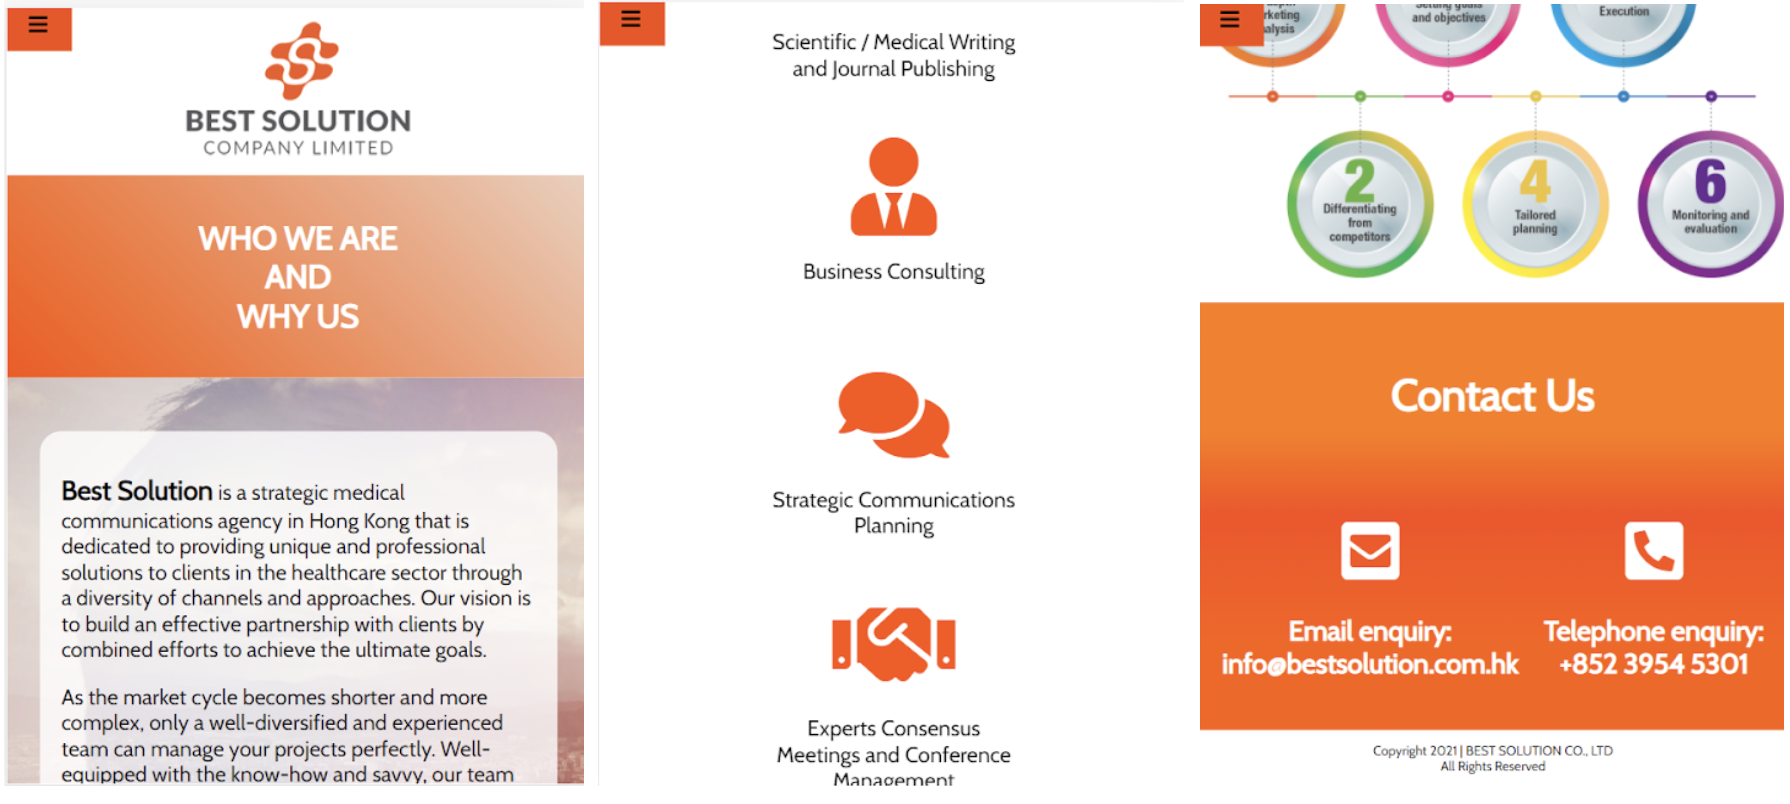 BEST SOLUTION
COMPANY LIMITED
WHO WE ARE
AND
WHY US
Best Solution is a strategic medical
communications agency in Hong Kong that is
dedicated to providing unique and professional
solutions to clients in the healthcare sector through
a diversity of channels and approaches. Our vision is
to build an effective partnership with clients by
combined efforts to achieve the ultimate goals.
As the market cycle becomes shorter and more
complex, only a well-diversified and experienced
team can manage your projects perfectly. Well-
equipped with the know-how and savvy, our team
Scientific / Medical Writing
and Journal Publishing
Business Consulting
Strategic Communications
Planning
Experts Consensus
Meetings and Conference
Management
Setting goals
and objectives
Execution
2
Differentiating
from
competitors
4
Tailored
planning
6
Monitoring and
evaluation
Contact Us
Email enquiry:
info@bestsolution.com.hk
Telephone enquiry:
+852 3954 5301
Copyright 2021 | BEST SOLUTION CO., LTD
All Rights Reserved